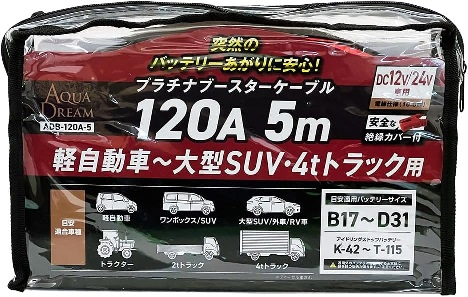 突然の
バッテリーあがりに安心!
プラチナブースターケーブル
AQUA
DREAM
ADB-120A-5
120A 5m
DC12V/24V
車用
安全な
絶縁カバー付
軽自動車〜大型SUV・4tトラック用
目安
適合車種
軽自動車
ワンボックス/SUV
大型SUV/外車/RV車
トラクター
2tトラック
4tトラック
目安適用バッテリーサイズ
B17〜D31
アイドリングストップバッテリー
K-42〜T-115